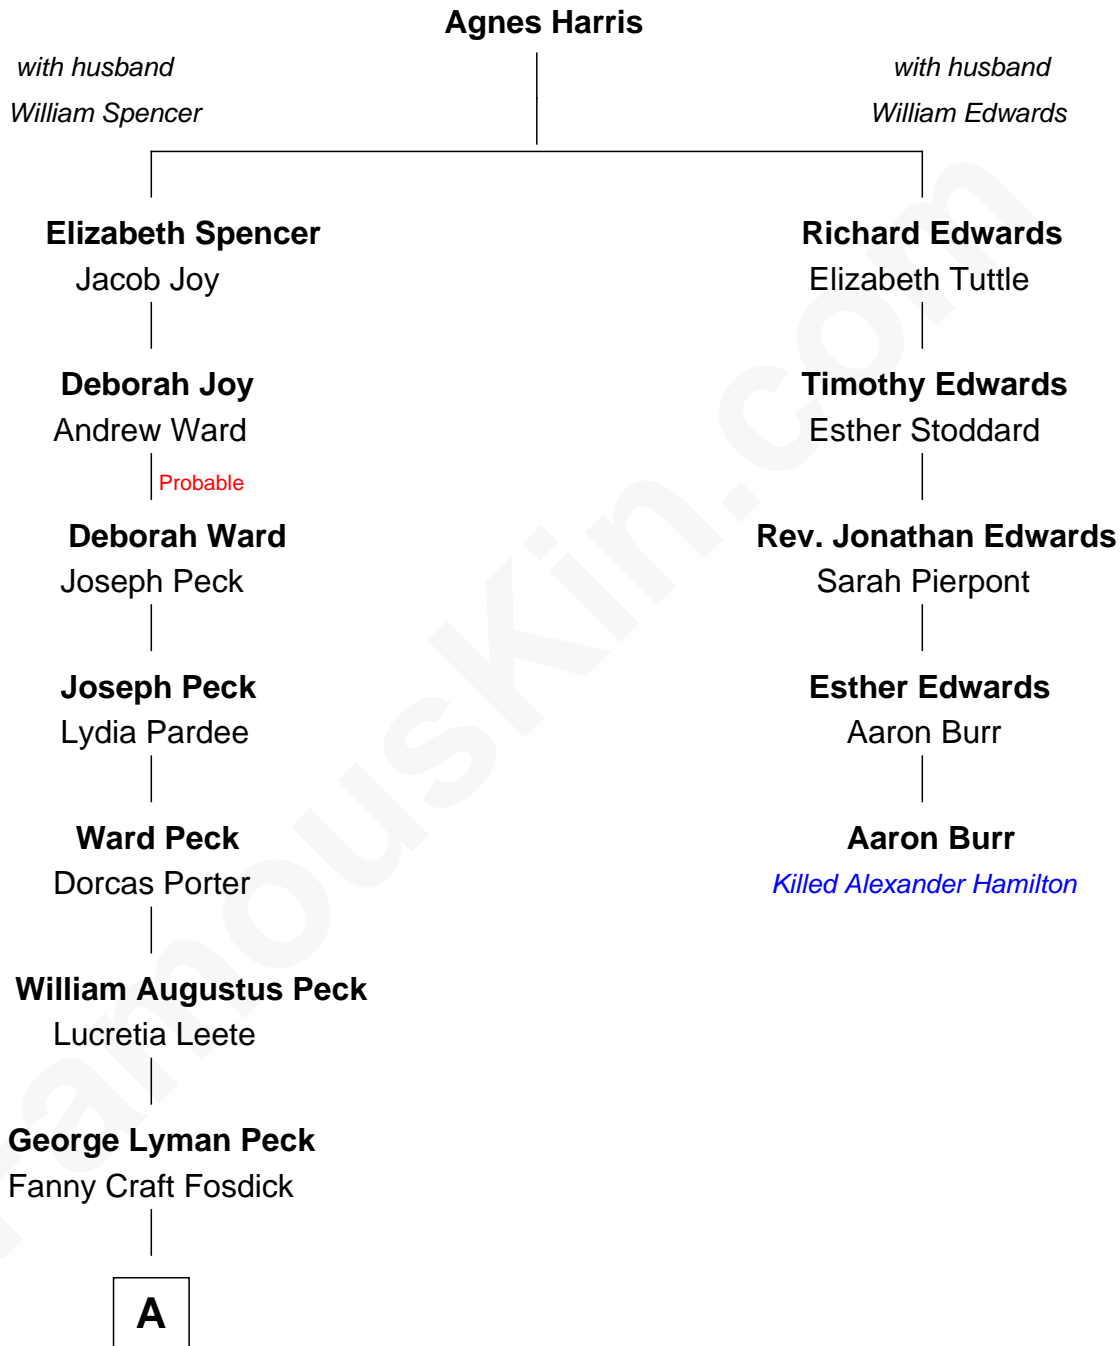 Agnes Harris
with husband
William Spencer
with husband
William Edwards
Elizabeth Spencer
Jacob Joy
Richard Edwards
Elizabeth Tuttle
Deborah Joy
Andrew Ward
Timothy Edwards
Esther Stoddard
Probable
Deborah Ward
Joseph Peck
Rev. Jonathan Edwards
Sarah Pierpont
Joseph Peck
Lydia Pardee
Esther Edwards
Aaron Burr
Ward Peck
Dorcas Porter
Aaron Burr
Killed Alexander Hamilton
William Augustus Peck
Lucretia Leete
George Lyman Peck
Fanny Craft Fosdick
A
FamousKin.com